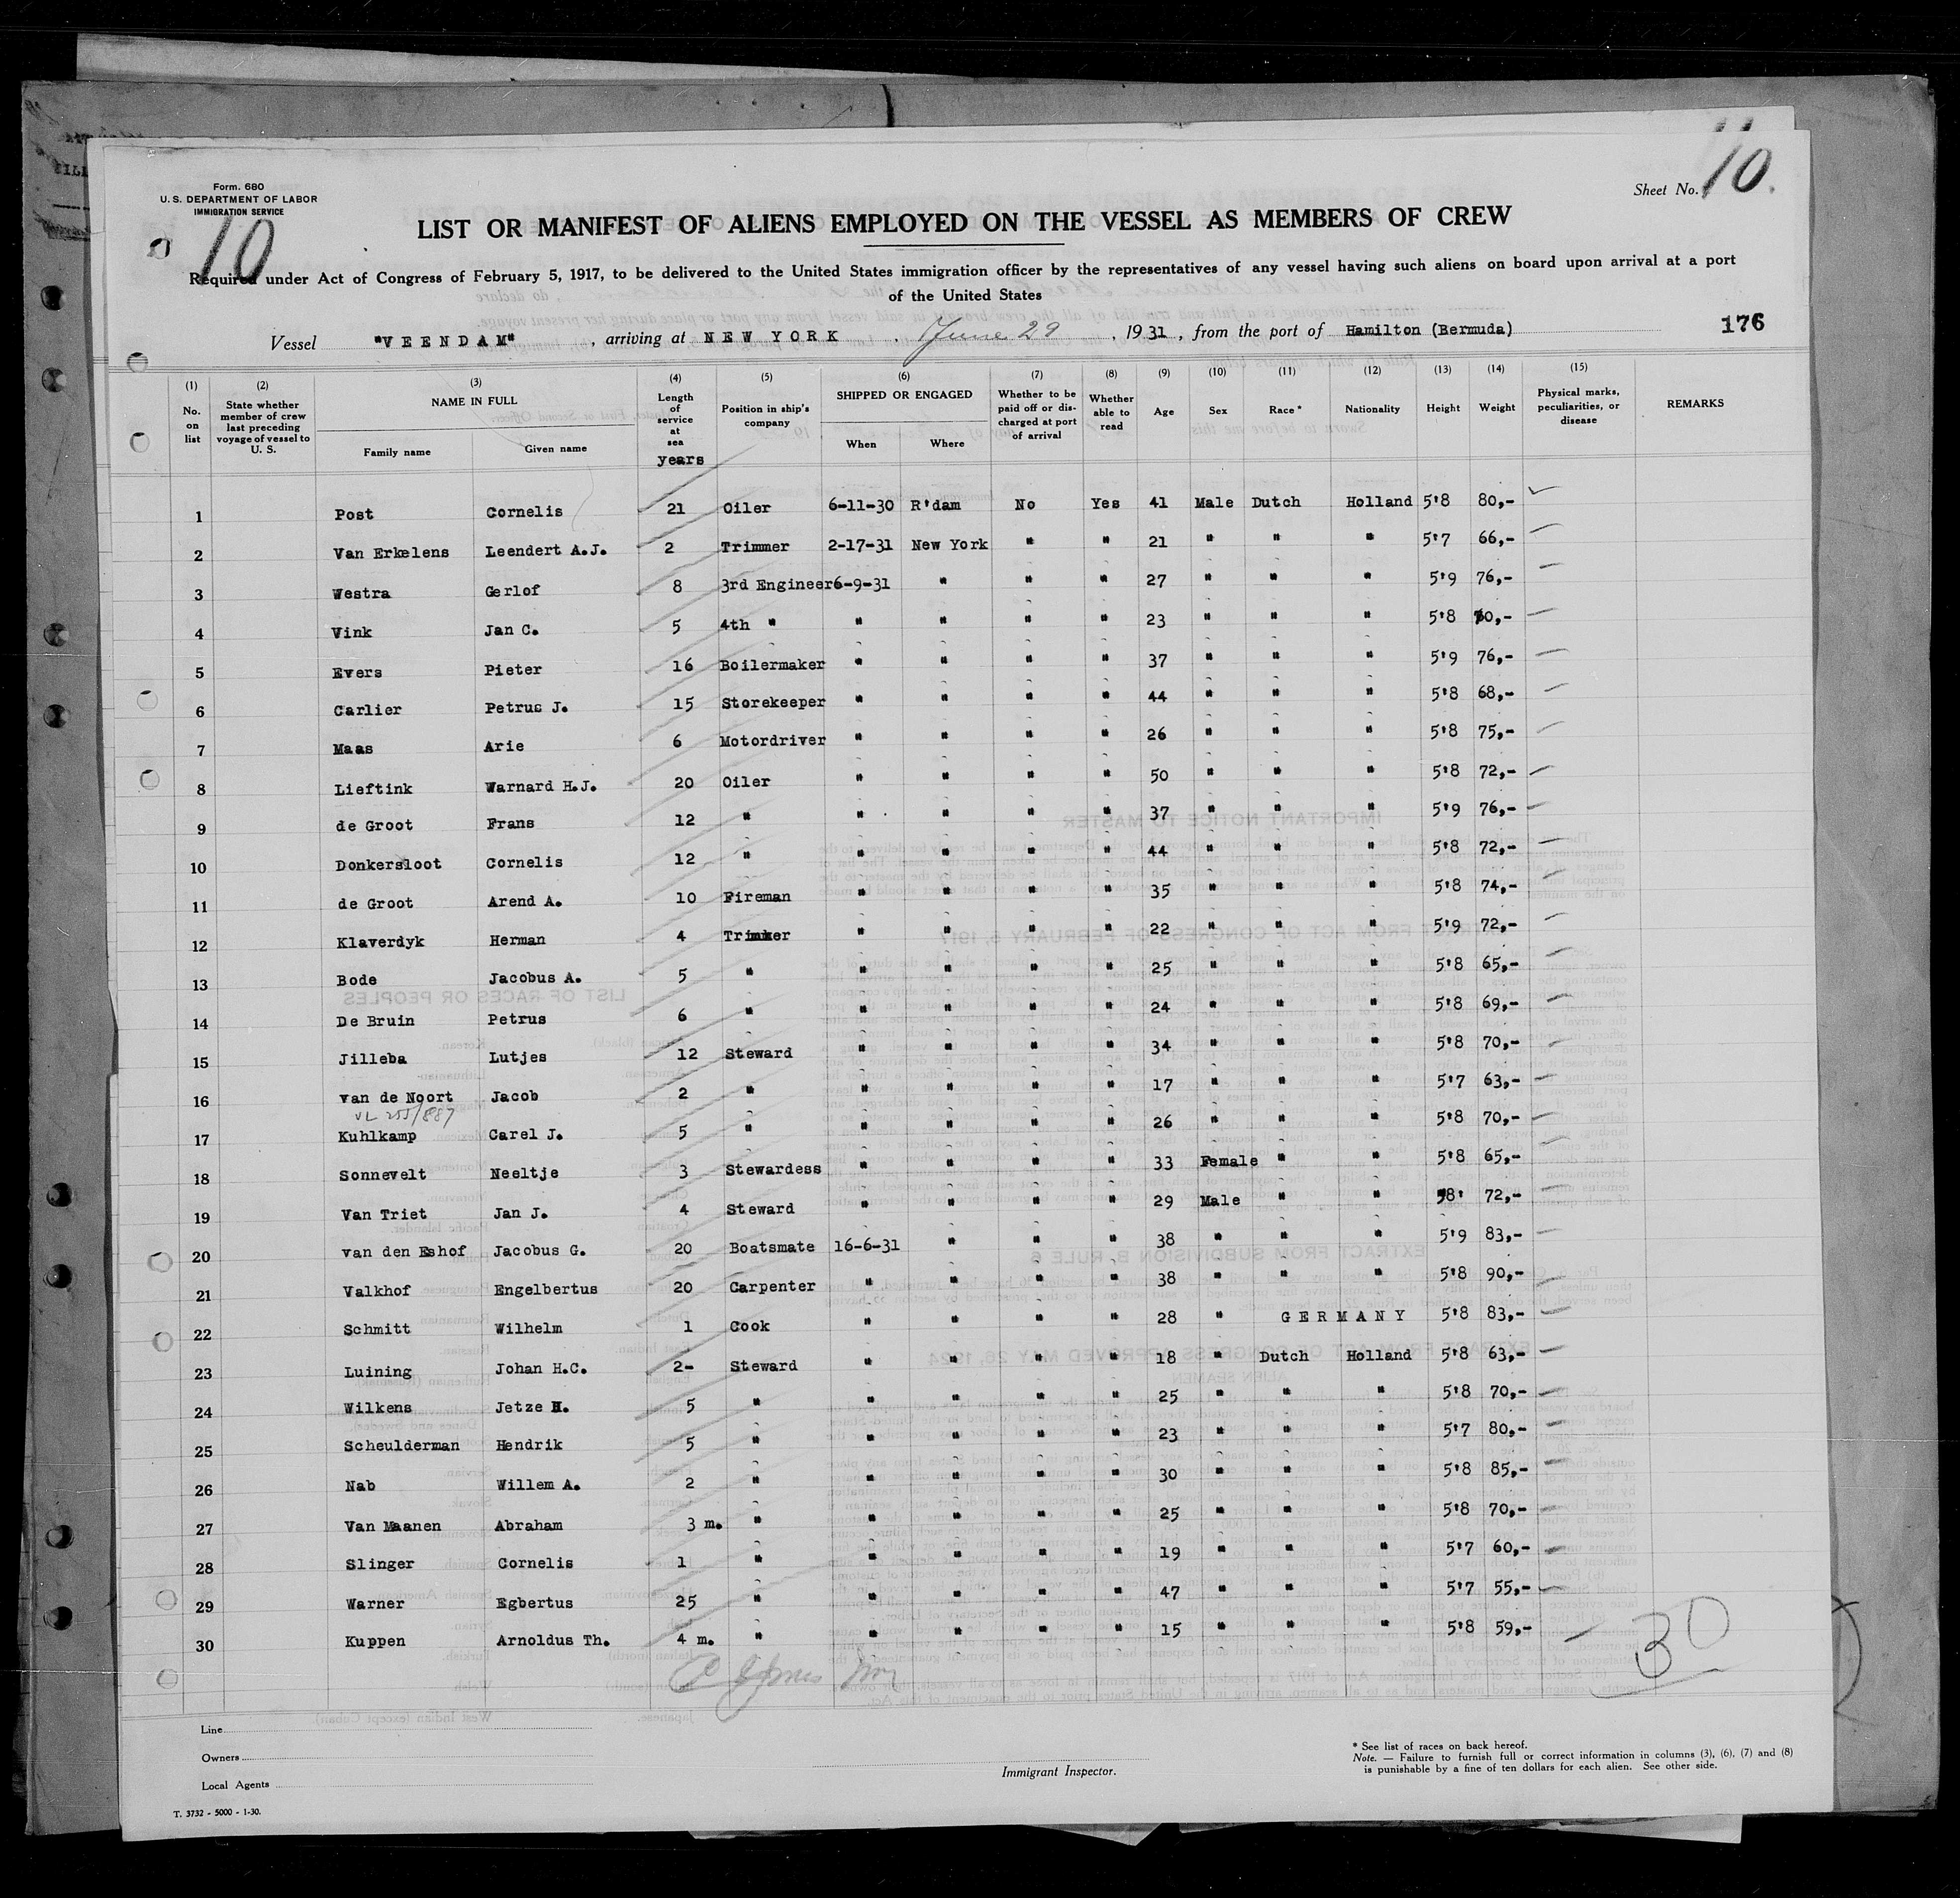 Form. 680
U. S. DEPARTMENT OF LABOR
IMMIGRATION SERVICE
10
Sheet No. 10.
LIST OR MANIFEST OF ALIENS EMPLOYED ON THE VESSEL AS MEMBERS OF CREW
Required under Act of Congress of February 5, 1917, to be delivered to the United States immigration officer by the representatives of any vessel having such aliens on board upon arrival at a port
of the United States
Vessel "VEENDAM", arriving at NEW YORK, June 29, 1931, from the port of Hamilton (Bermuda) 176
(1) No. on list (2) State whether member of crew last preceding voyage of vessel to U. S. (3) NAME IN FULL Family name Given name (4) Length of service at sea years (5) Position in ship's company (6) SHIPPED OR ENGAGED When Where (7) Whether to be paid off or discharged at port of arrival (8) Whether able to read (9) Age (10) Sex (11) Race * (12) Nationality (13) Height (14) Weight (15) Physical marks, peculiarities, or disease REMARKS
1 Post Cornelis 21 Oiler 6-11-30 R'dam No Yes 41 Male Dutch Holland 5'8 80,-
2 Van Erkelens Leendert A.J. 2 Trimmer 2-17-31 New York " " 21 " " " 5'7 66,-
3 Westra Gerlof 8 3rd Engineer 6-9-31 " " " 27 " " " 5'9 76,-
4 Vink Jan C. 5 4th " " " " " 23 " " " 5'8 70,-
5 Evers Pieter 16 Boilermaker " " " " 37 " " " 5'9 76,-
6 Carlier Petrus J. 15 Storekeeper " " " " 44 " " " 5'8 68,-
7 Maas Arie 6 Motordriver " " " " 26 " " " 5'8 75,-
8 Lieftink Warnard H.J. 20 Oiler " " " " 50 " " " 5'8 72,-
9 de Groot Frans 12 " " " " " 37 " " " 5'9 76,-
10 Donkersloot Cornelis 12 " " " " " 44 " " " 5'8 72,-
11 de Groot Arend A. 10 Fireman " " " " 35 " " " 5'8 74,-
12 Klaverdyk Herman 4 Trimmer " " " " 22 " " " 5'9 72,-
13 Bode Jacobus A. 5 " " " " " 25 " " " 5'8 65,-
14 De Bruin Petrus 6 " " " " " 24 " " " 5'8 69,-
15 Jilleba Lutjes 12 Steward " " " " 34 " " " 5'8 70,-
16 van de Noort Jacob 2 " " " " " 17 " " " 5'7 63,-
VL 255/887
17 Kuhlkamp Carel J. 5 " " " " " 26 " " " 5'8 70,-
18 Sonnevelt Neeltje 3 Stewardess " " " " 33 Female " " 5'8 65,-
19 Van Triet Jan J. 4 Steward " " " " 29 Male " " 58' 72,-
20 van den Eshof Jacobus G. 20 Boatsmate 16-6-31 " " " 38 " " " 5'9 83,-
21 Valkhof Engelbertus 20 Carpenter " " " " 38 " " " 5'8 90,-
22 Schmitt Wilhelm 1 Cook " " " " 28 " GERMANY 5'8 83,-
23 Luining Johan H.C. 2- Steward " " " " 18 " Dutch Holland 5'8 63,-
24 Wilkens Jetze H. 5 " " " " " 25 " " " 5'8 70,-
25 Scheulderman Hendrik 5 " " " " " 23 " " " 5'7 80,-
26 Nab Willem A. 2 " " " " " 30 " " " 5'8 85,-
27 Van Maanen Abraham 3 m. " " " " " 25 " " " 5'8 70,-
28 Slinger Cornelis 1 " " " " " 19 " " " 5'7 60,-
29 Warner Egbertus 25 " " " " " 47 " " " 5'7 55,-
30 Kuppen Arnoldus Th. 4 m. " " " " " 15 " " " 5'8 59,-
30
Line
Owners
Local Agents
Immigrant Inspector.
* See list of races on back hereof.
Note. — Failure to furnish full or correct information in columns (3), (6), (7) and (8)
is punishable by a fine of ten dollars for each alien. See other side.
T. 3732 - 5000 - 1-30.